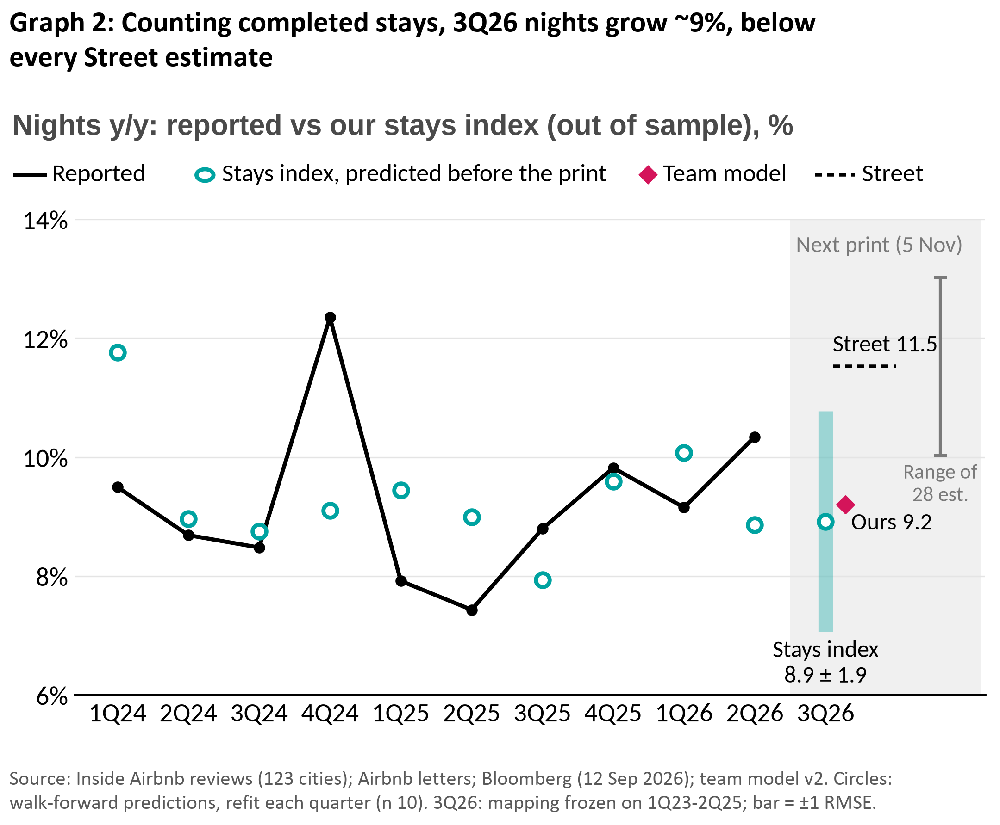 Graph 2: Counting completed stays, 3Q26 nights grow ~9%, below
every Street estimate
Nights y/y: reported vs our stays index (out of sample), %
Reported
Stays index, predicted before the print
Team model
Street
14%
12%
10%
8%
6%
Next print (5 Nov)
Street 11.5
Range of
28 est.
Ours 9.2
Stays index
8.9 ± 1.9
1Q24 2Q24 3Q24 4Q24 1Q25 2Q25 3Q25 4Q25 1Q26 2Q26 3Q26
Source: Inside Airbnb reviews (123 cities); Airbnb letters; Bloomberg (12 Sep 2026); team model v2. Circles:
walk-forward predictions, refit each quarter (n 10). 3Q26: mapping frozen on 1Q23-2Q25; bar = ±1 RMSE.